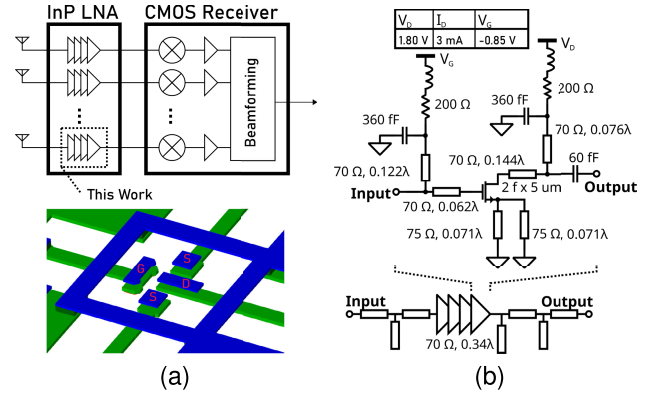 InP LNA
CMOS Receiver
Beamforming
This Work
G
S
D
S
(a)
V_D I_D V_G
1.80 V 3 mA -0.85 V
V_G
V_D
200 Ω
200 Ω
360 fF
360 fF
70 Ω, 0.076λ
70 Ω, 0.122λ
70 Ω, 0.144λ
60 fF
Input
2 f x 5 um
Output
70 Ω, 0.062λ
75 Ω, 0.071λ
75 Ω, 0.071λ
Input
Output
70 Ω, 0.34λ
(b)